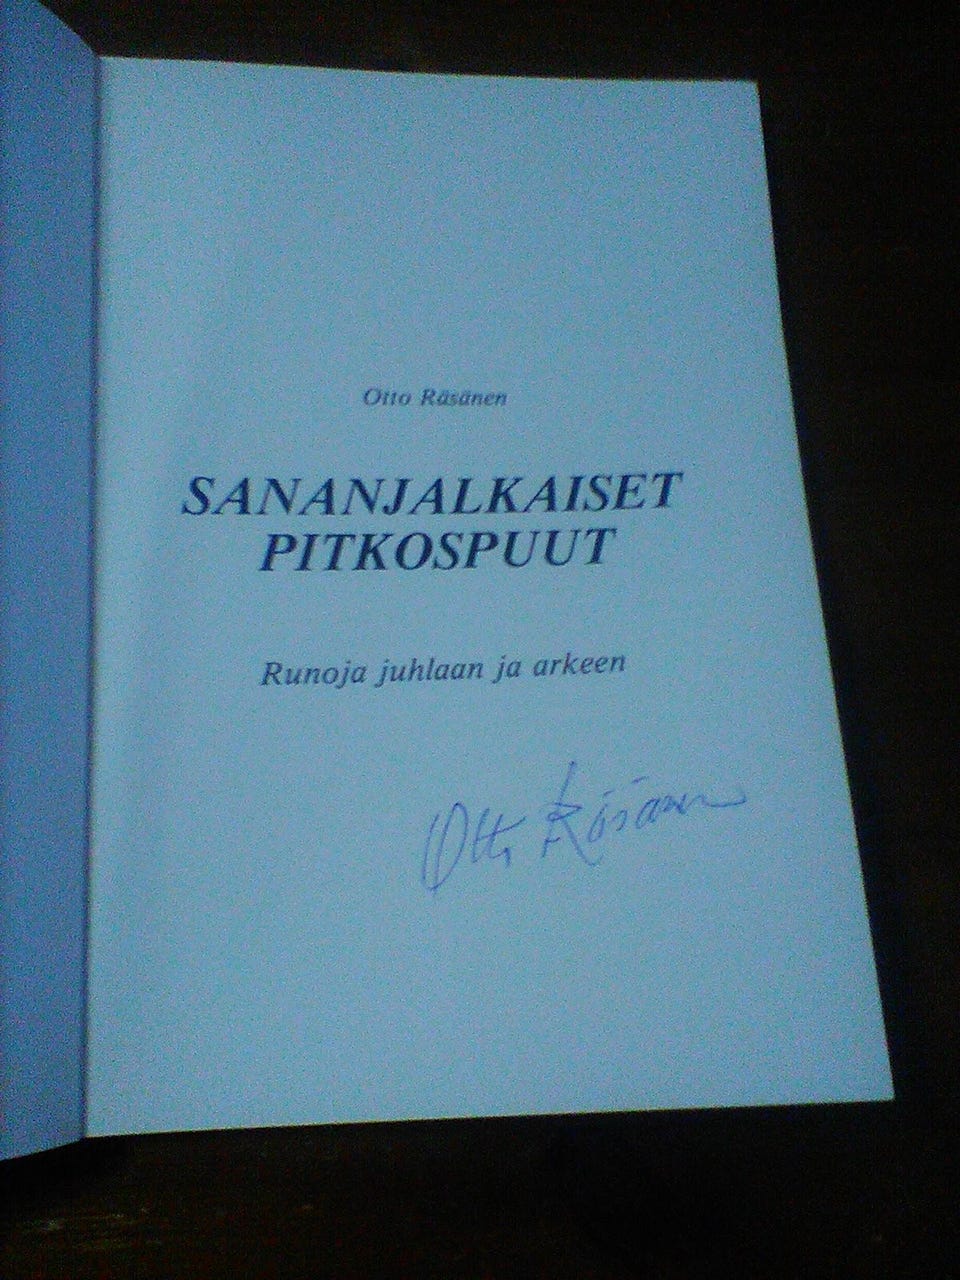 Otto Räsänen
SANANJALKAISET
PITKOSPUUT
Runoja juhlaan ja arkeen
Otto Räsänen